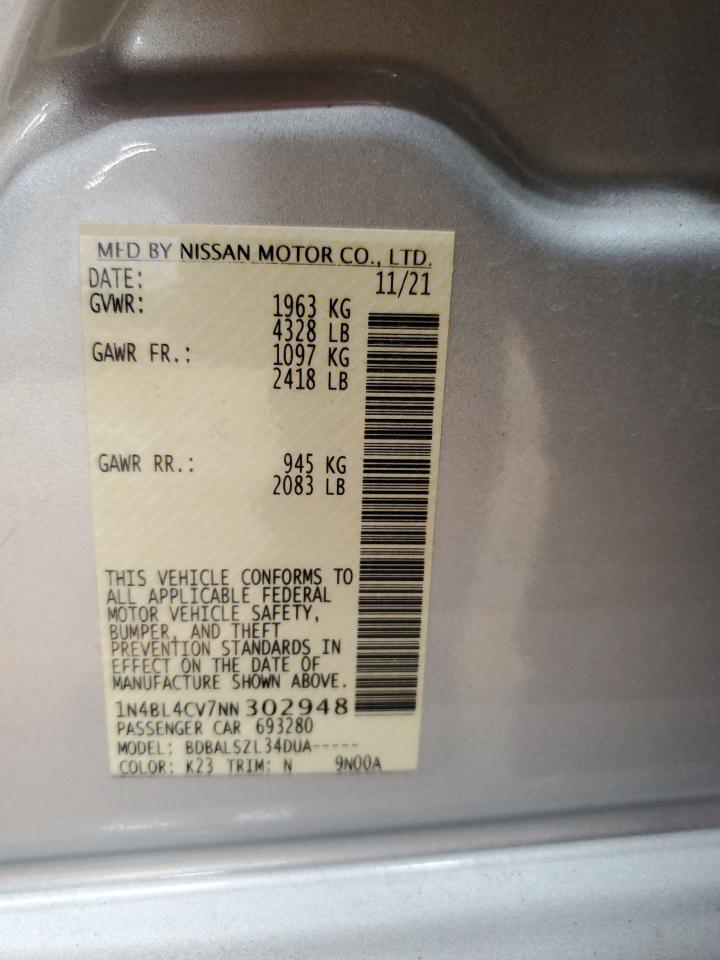 MFD BY NISSAN MOTOR CO., LTD.
DATE: 11/21
GVWR: 1963 KG
4328 LB
GAWR FR.: 1097 KG
2418 LB
GAWR RR.: 945 KG
2083 LB
THIS VEHICLE CONFORMS TO
ALL APPLICABLE FEDERAL
MOTOR VEHICLE SAFETY,
BUMPER, AND THEFT
PREVENTION STANDARDS IN
EFFECT ON THE DATE OF
MANUFACTURE SHOWN ABOVE.
1N4BL4CV7NN302948
PASSENGER CAR 693280
MODEL: BDBALSZL34DUA-----
COLOR: K23 TRIM: N 9N00A